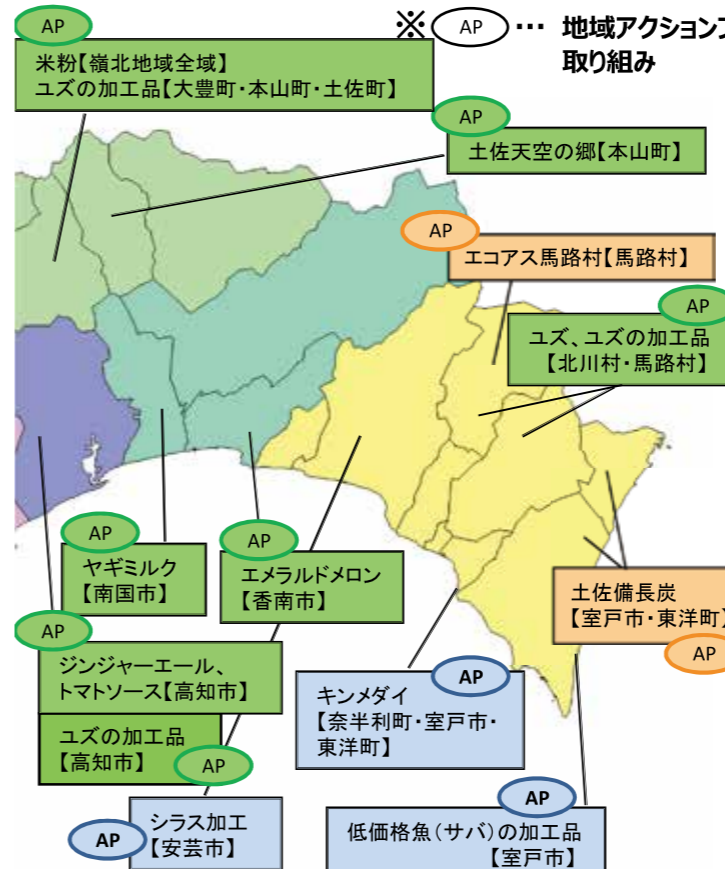 ※ AP … 地域アクションプ
取り組み
AP
米粉【嶺北地域全域】
ユズの加工品【大豊町・本山町・土佐町】
AP
土佐天空の郷【本山町】
AP
エコアス馬路村【馬路村】
AP
ユズ、ユズの加工品
【北川村・馬路村】
AP
ヤギミルク
【南国市】
AP
エメラルドメロン
【香南市】
土佐備長炭
【室戸市・東洋町】
AP
AP
ジンジャーエール、
トマトソース【高知市】
ユズの加工品
【高知市】
AP
AP
キンメダイ
【奈半利町・室戸市・
東洋町】
AP
シラス加工
【安芸市】
AP
低価格魚(サバ)の加工品
【室戸市】